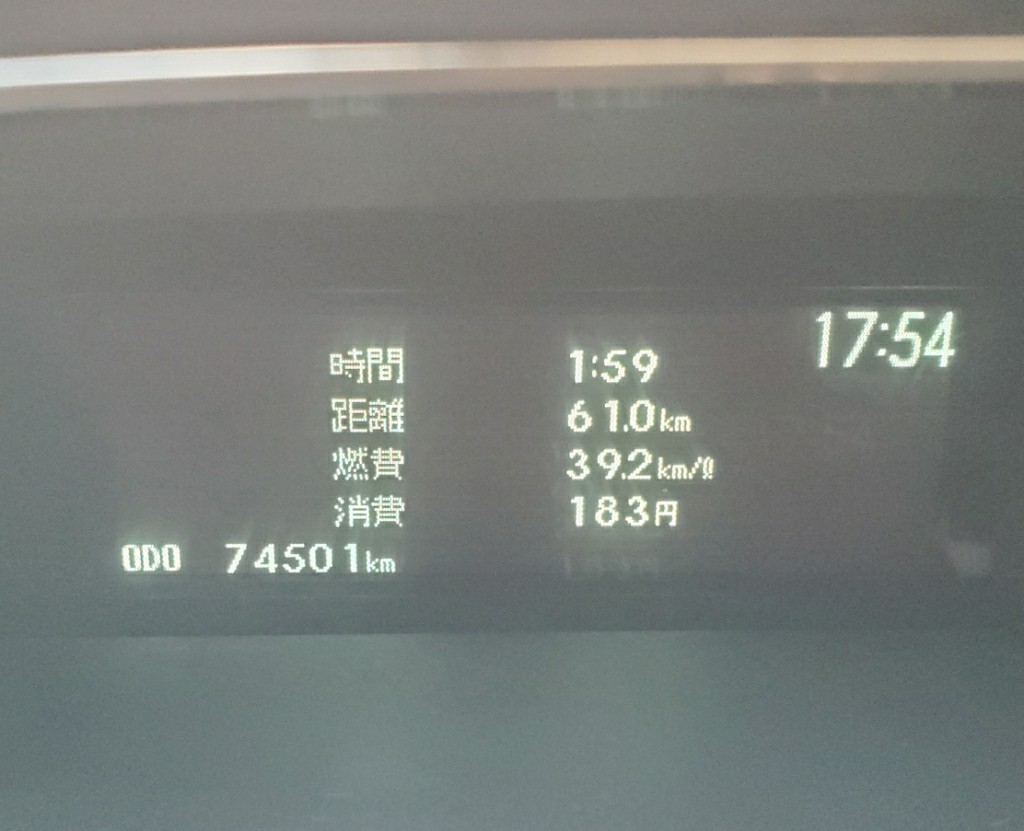 17:54
時間 1:59
距離 61.0km
燃費 39.2km/ℓ
消費 183円
ODO 74501km